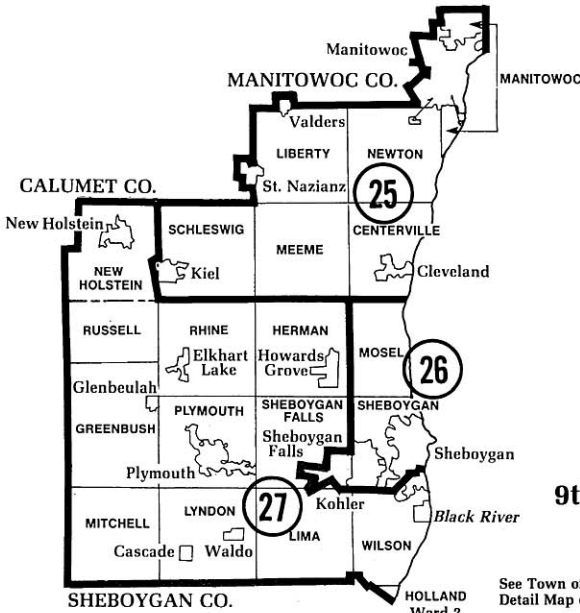 Manitowoc
MANITOWOC CO.
MANITOWOC
Valders
LIBERTY
NEWTON
St. Nazianz
25
CALUMET CO.
New Holstein
SCHLESWIG
CENTERVILLE
MEEME
Kiel
Cleveland
NEW
HOLSTEIN
RUSSELL
RHINE
HERMAN
MOSEL
Elkhart
Lake
Howards
Grove
26
Glenbeulah
PLYMOUTH
SHEBOYGAN
FALLS
SHEBOYGAN
GREENBUSH
Sheboygan
Falls
Sheboygan
Plymouth
Kohler
9t
27
LYNDON
Black River
MITCHELL
LIMA
WILSON
Cascade
Waldo
SHEBOYGAN CO.
HOLLAND
Ward 2
See Town o
Detail Map